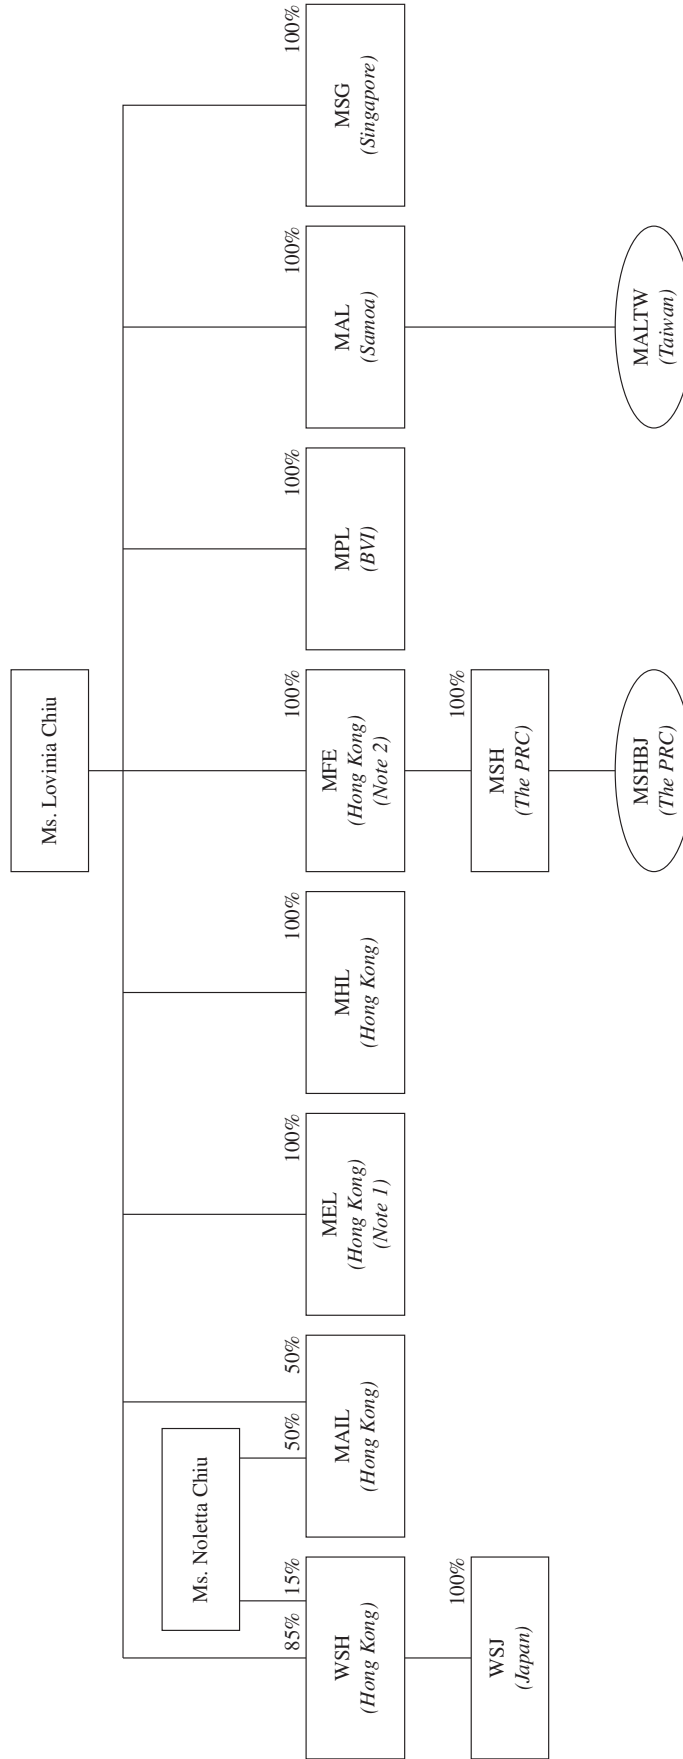 Ms. Lovinia Chiu
Ms. Noletta Chiu
85%
15%
WSH
(Hong Kong)
50%
50%
MAIL
(Hong Kong)
100%
MEL
(Hong Kong)
(Note 1)
100%
MHL
(Hong Kong)
100%
MFE
(Hong Kong)
(Note 2)
100%
MPL
(BVI)
100%
MAL
(Samoa)
100%
MSG
(Singapore)
100%
WSJ
(Japan)
100%
MSH
(The PRC)
MSHBJ
(The PRC)
MALTW
(Taiwan)